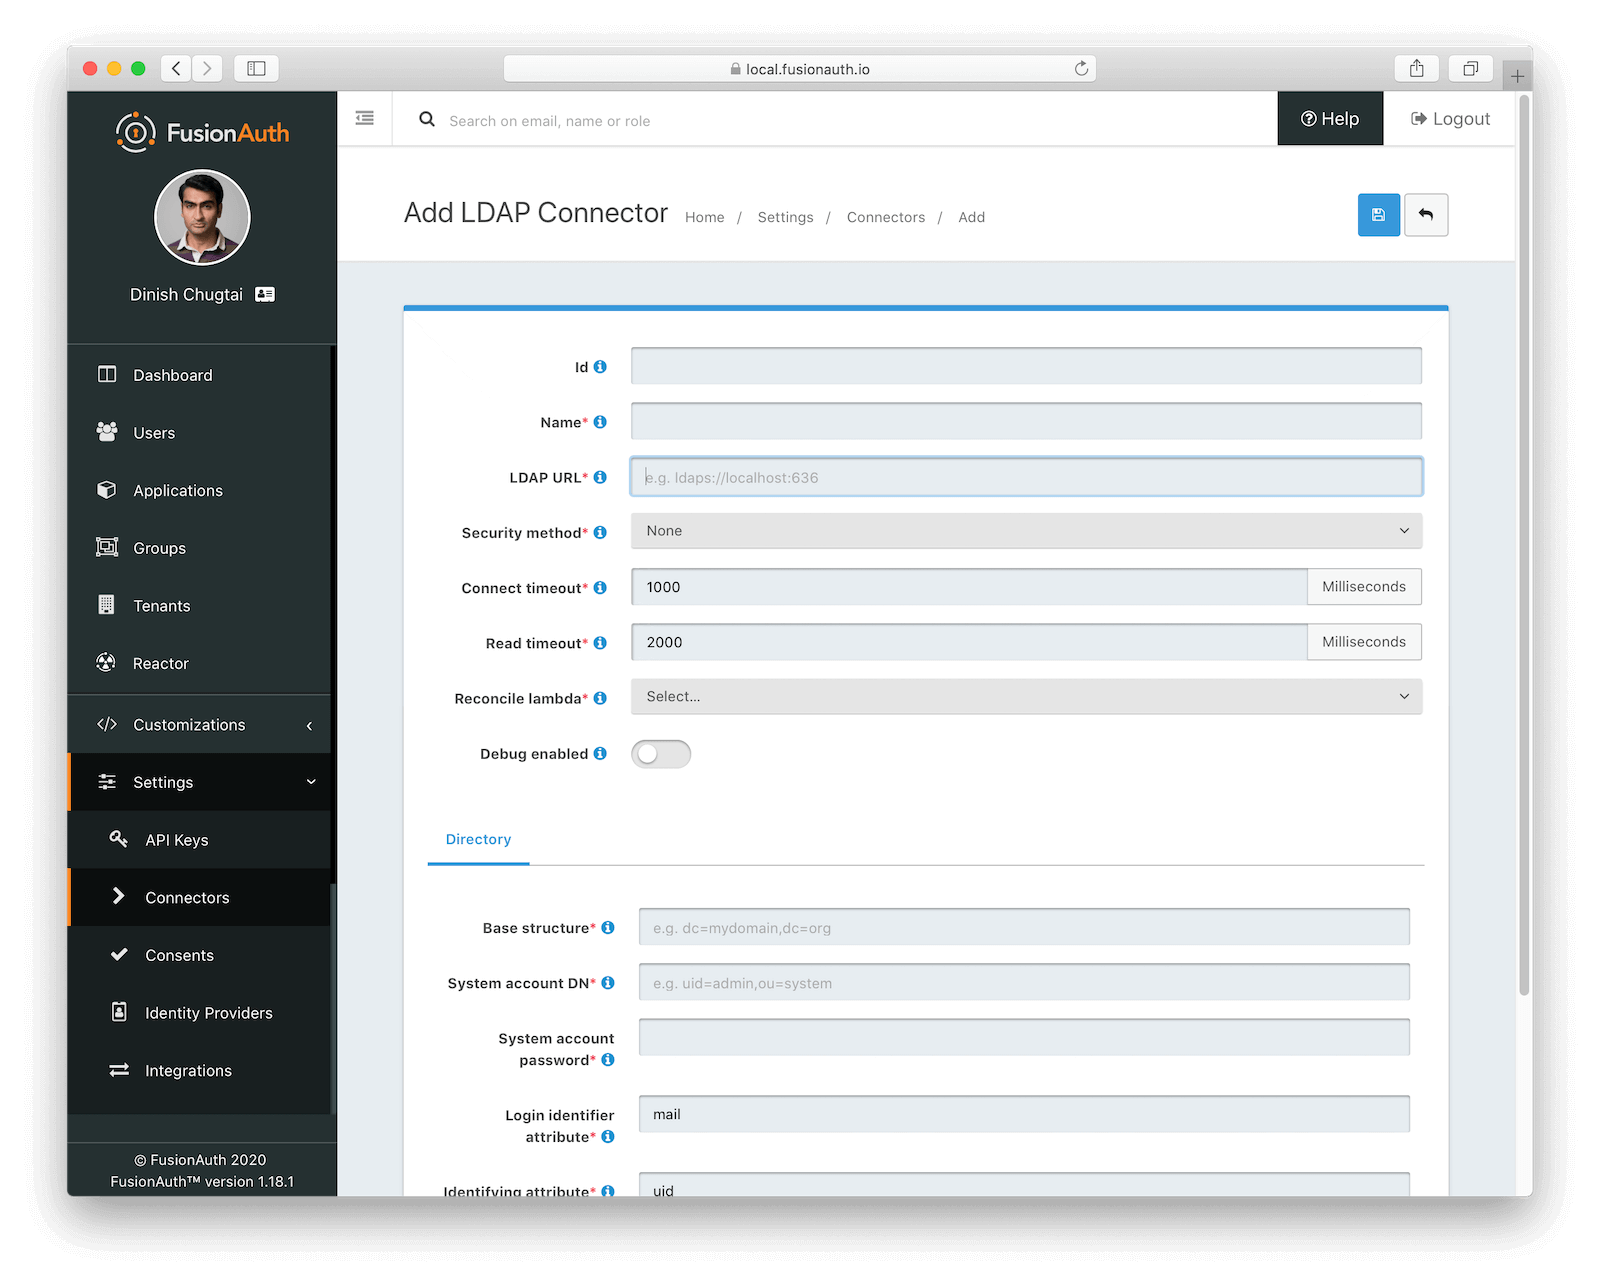 local.fusionauth.io
FusionAuth
Dinish Chugtai
Dashboard
Users
Applications
Groups
Tenants
Reactor
Customizations
Settings
API Keys
Connectors
Consents
Identity Providers
Integrations
© FusionAuth 2020
FusionAuth™ version 1.18.1
Search on email, name or role
Help
Logout
Add LDAP Connector
Home / Settings / Connectors / Add
Id
Name*
LDAP URL* e.g. ldaps://localhost:636
Security method* None
Connect timeout* 1000 Milliseconds
Read timeout* 2000 Milliseconds
Reconcile lambda* Select...
Debug enabled
Directory
Base structure* e.g. dc=mydomain,dc=org
System account DN* e.g. uid=admin,ou=system
System account
password*
Login identifier
attribute* mail
Identifying attribute* uid